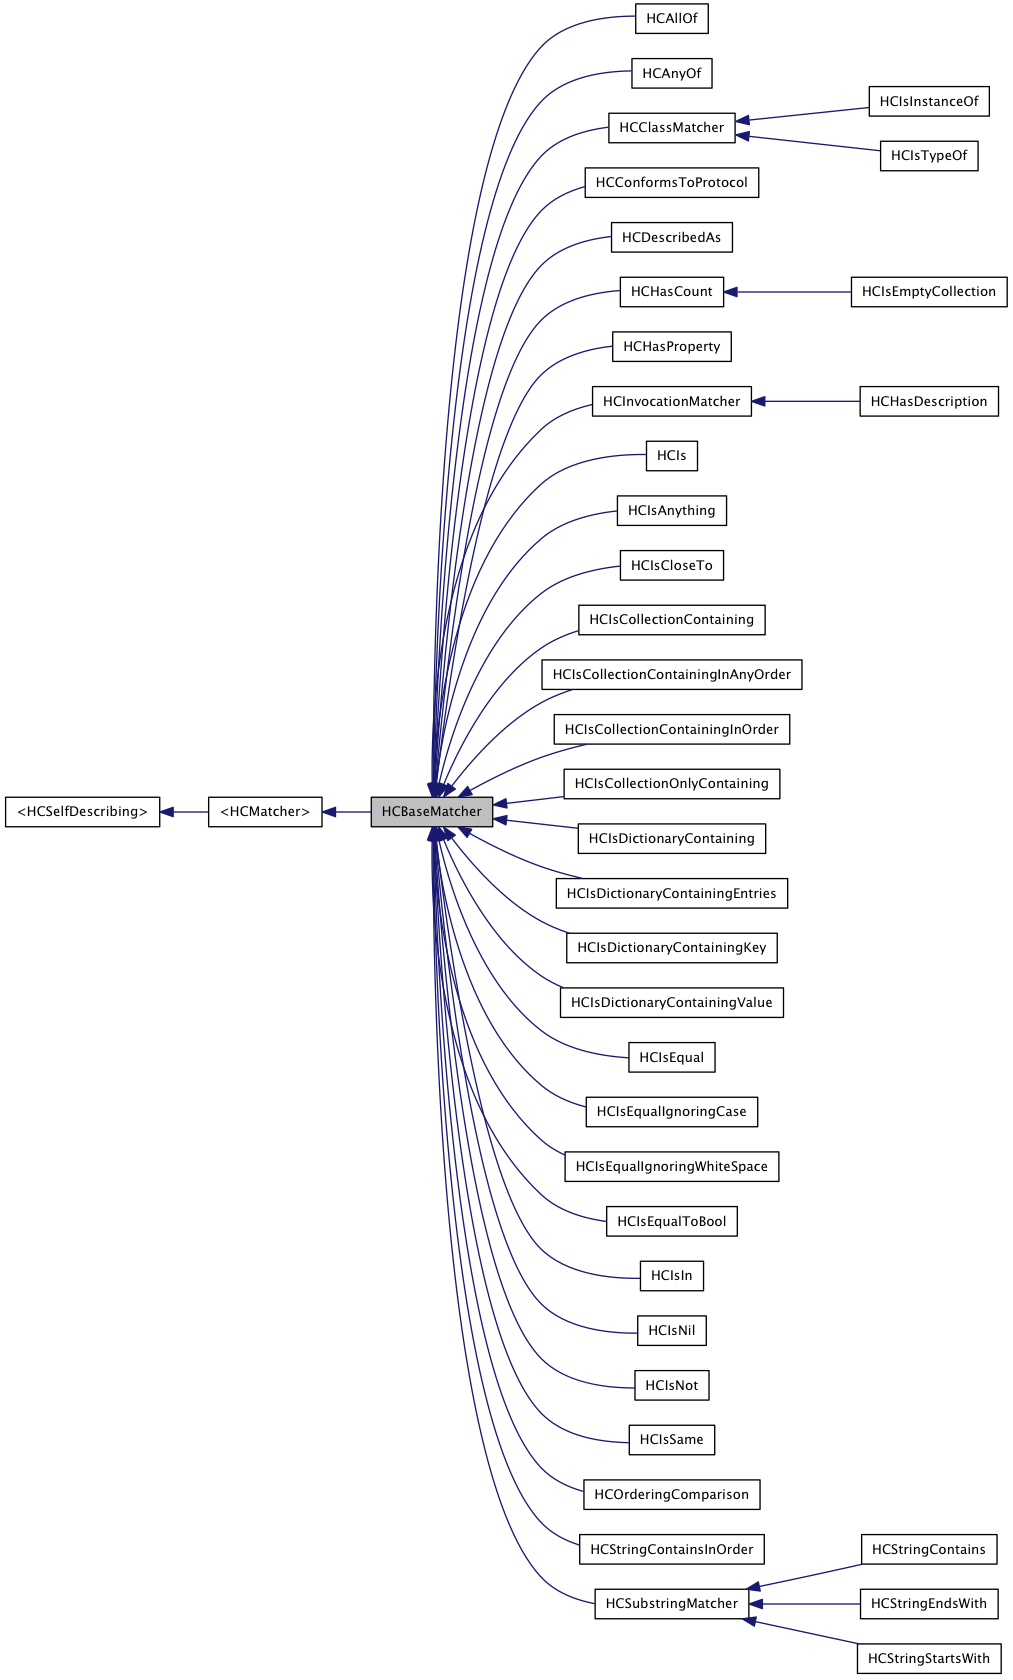 HCAllOf
HCAnyOf
HCIsInstanceOf
HCClassMatcher
HCIsTypeOf
HCConformsToProtocol
HCDescribedAs
HCHasCount
HCIsEmptyCollection
HCHasProperty
HCInvocationMatcher
HCHasDescription
HCIs
HCIsAnything
HCIsCloseTo
HCIsCollectionContaining
HCIsCollectionContainingInAnyOrder
HCIsCollectionContainingInOrder
HCIsCollectionOnlyContaining
<HCSelfDescribing>
<HCMatcher>
HCBaseMatcher
HCIsDictionaryContaining
HCIsDictionaryContainingEntries
HCIsDictionaryContainingKey
HCIsDictionaryContainingValue
HCIsEqual
HCIsEqualIgnoringCase
HCIsEqualIgnoringWhiteSpace
HCIsEqualToBool
HCIsIn
HCIsNil
HCIsNot
HCIsSame
HCOrderingComparison
HCStringContainsInOrder
HCStringContains
HCSubstringMatcher
HCStringEndsWith
HCStringStartsWith